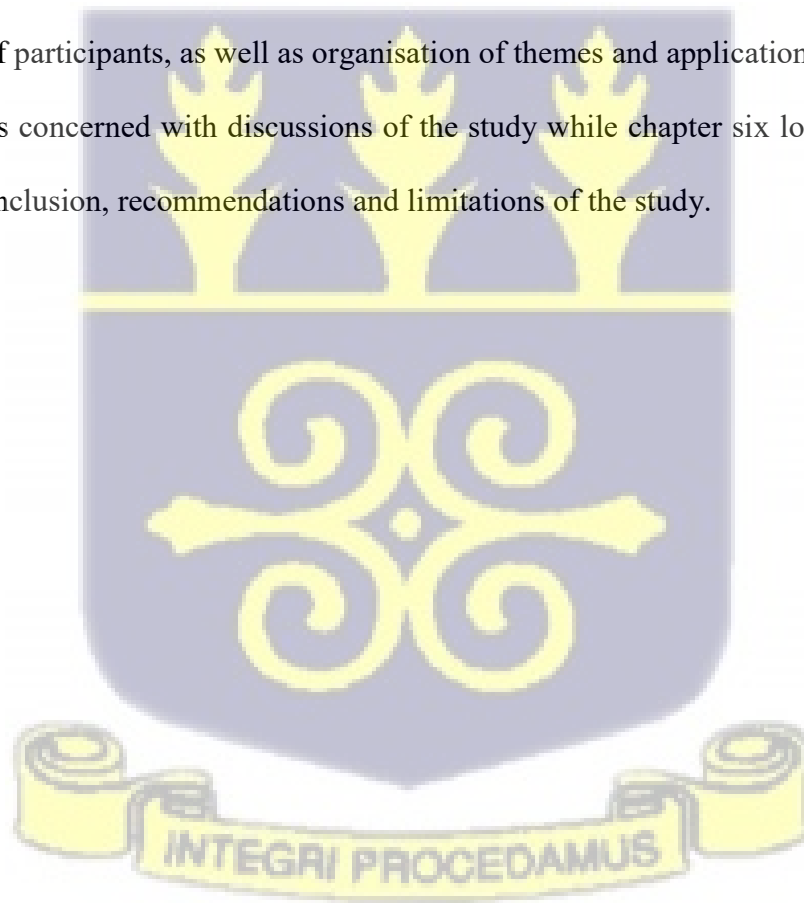 f participants, as well as organisation of themes and application
s concerned with discussions of the study while chapter six lo
nclusion, recommendations and limitations of the study.
INTEGRI PROCEDAMUS